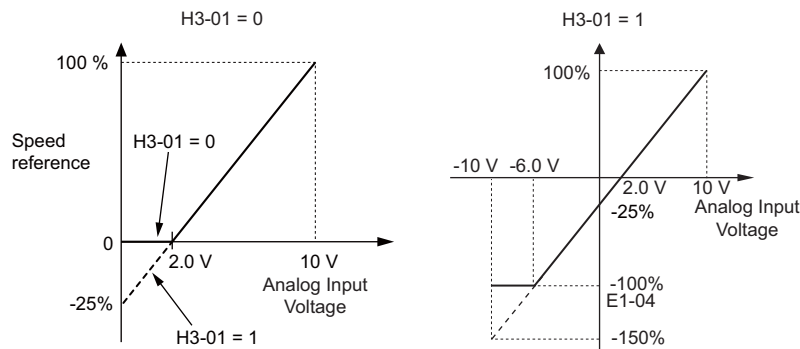 H3-01 = 0
100 %
Speed
reference
H3-01 = 0
0
2.0 V
10 V
Analog Input
Voltage
-25%
H3-01 = 1
H3-01 = 1
100%
-10 V
-6.0 V
2.0 V
10 V
-25%
Analog Input
Voltage
-100%
E1-04
-150%